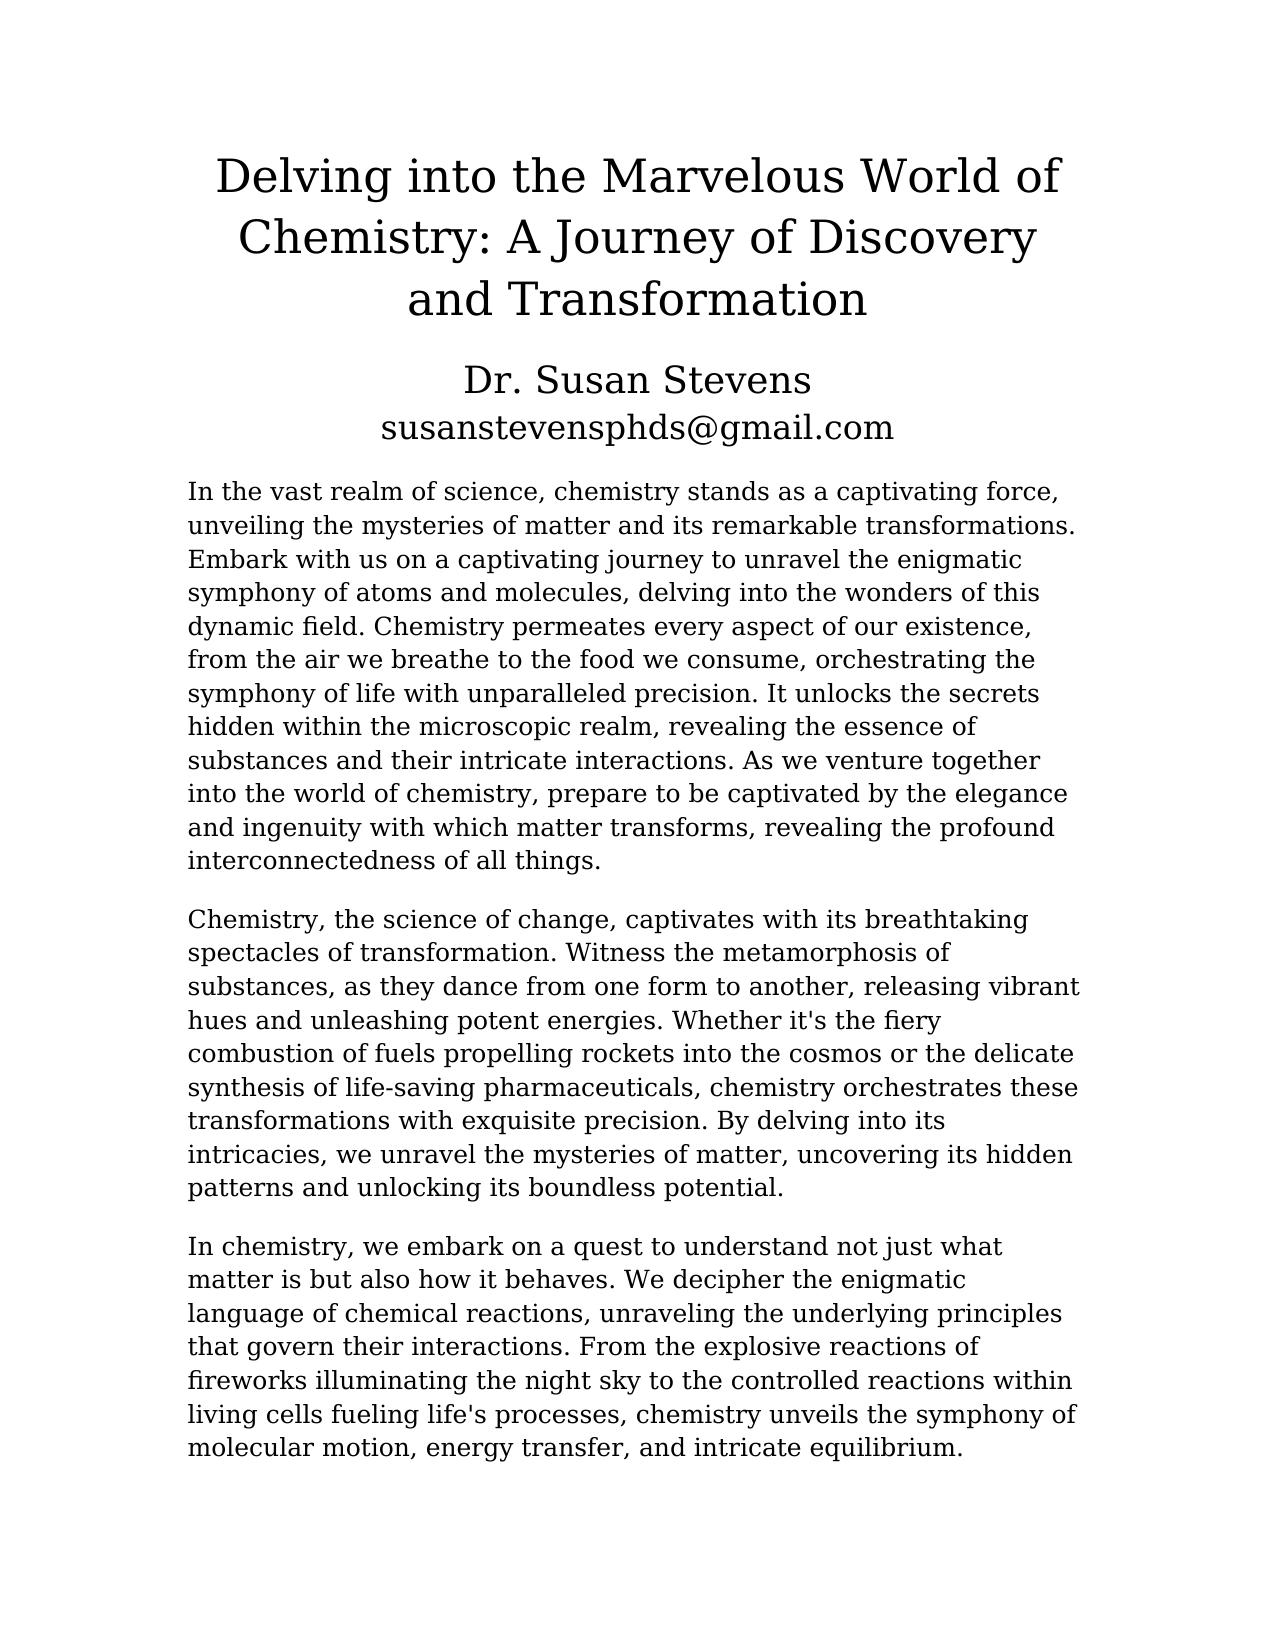 Delving into the Marvelous World of
Chemistry: A Journey of Discovery
and Transformation
Dr. Susan Stevens
susanstevensphds@gmail.com
In the vast realm of science, chemistry stands as a captivating force,
unveiling the mysteries of matter and its remarkable transformations.
Embark with us on a captivating journey to unravel the enigmatic
symphony of atoms and molecules, delving into the wonders of this
dynamic field. Chemistry permeates every aspect of our existence,
from the air we breathe to the food we consume, orchestrating the
symphony of life with unparalleled precision. It unlocks the secrets
hidden within the microscopic realm, revealing the essence of
substances and their intricate interactions. As we venture together
into the world of chemistry, prepare to be captivated by the elegance
and ingenuity with which matter transforms, revealing the profound
interconnectedness of all things.
Chemistry, the science of change, captivates with its breathtaking
spectacles of transformation. Witness the metamorphosis of
substances, as they dance from one form to another, releasing vibrant
hues and unleashing potent energies. Whether it's the fiery
combustion of fuels propelling rockets into the cosmos or the delicate
synthesis of life-saving pharmaceuticals, chemistry orchestrates these
transformations with exquisite precision. By delving into its
intricacies, we unravel the mysteries of matter, uncovering its hidden
patterns and unlocking its boundless potential.
In chemistry, we embark on a quest to understand not just what
matter is but also how it behaves. We decipher the enigmatic
language of chemical reactions, unraveling the underlying principles
that govern their interactions. From the explosive reactions of
fireworks illuminating the night sky to the controlled reactions within
living cells fueling life's processes, chemistry unveils the symphony of
molecular motion, energy transfer, and intricate equilibrium.